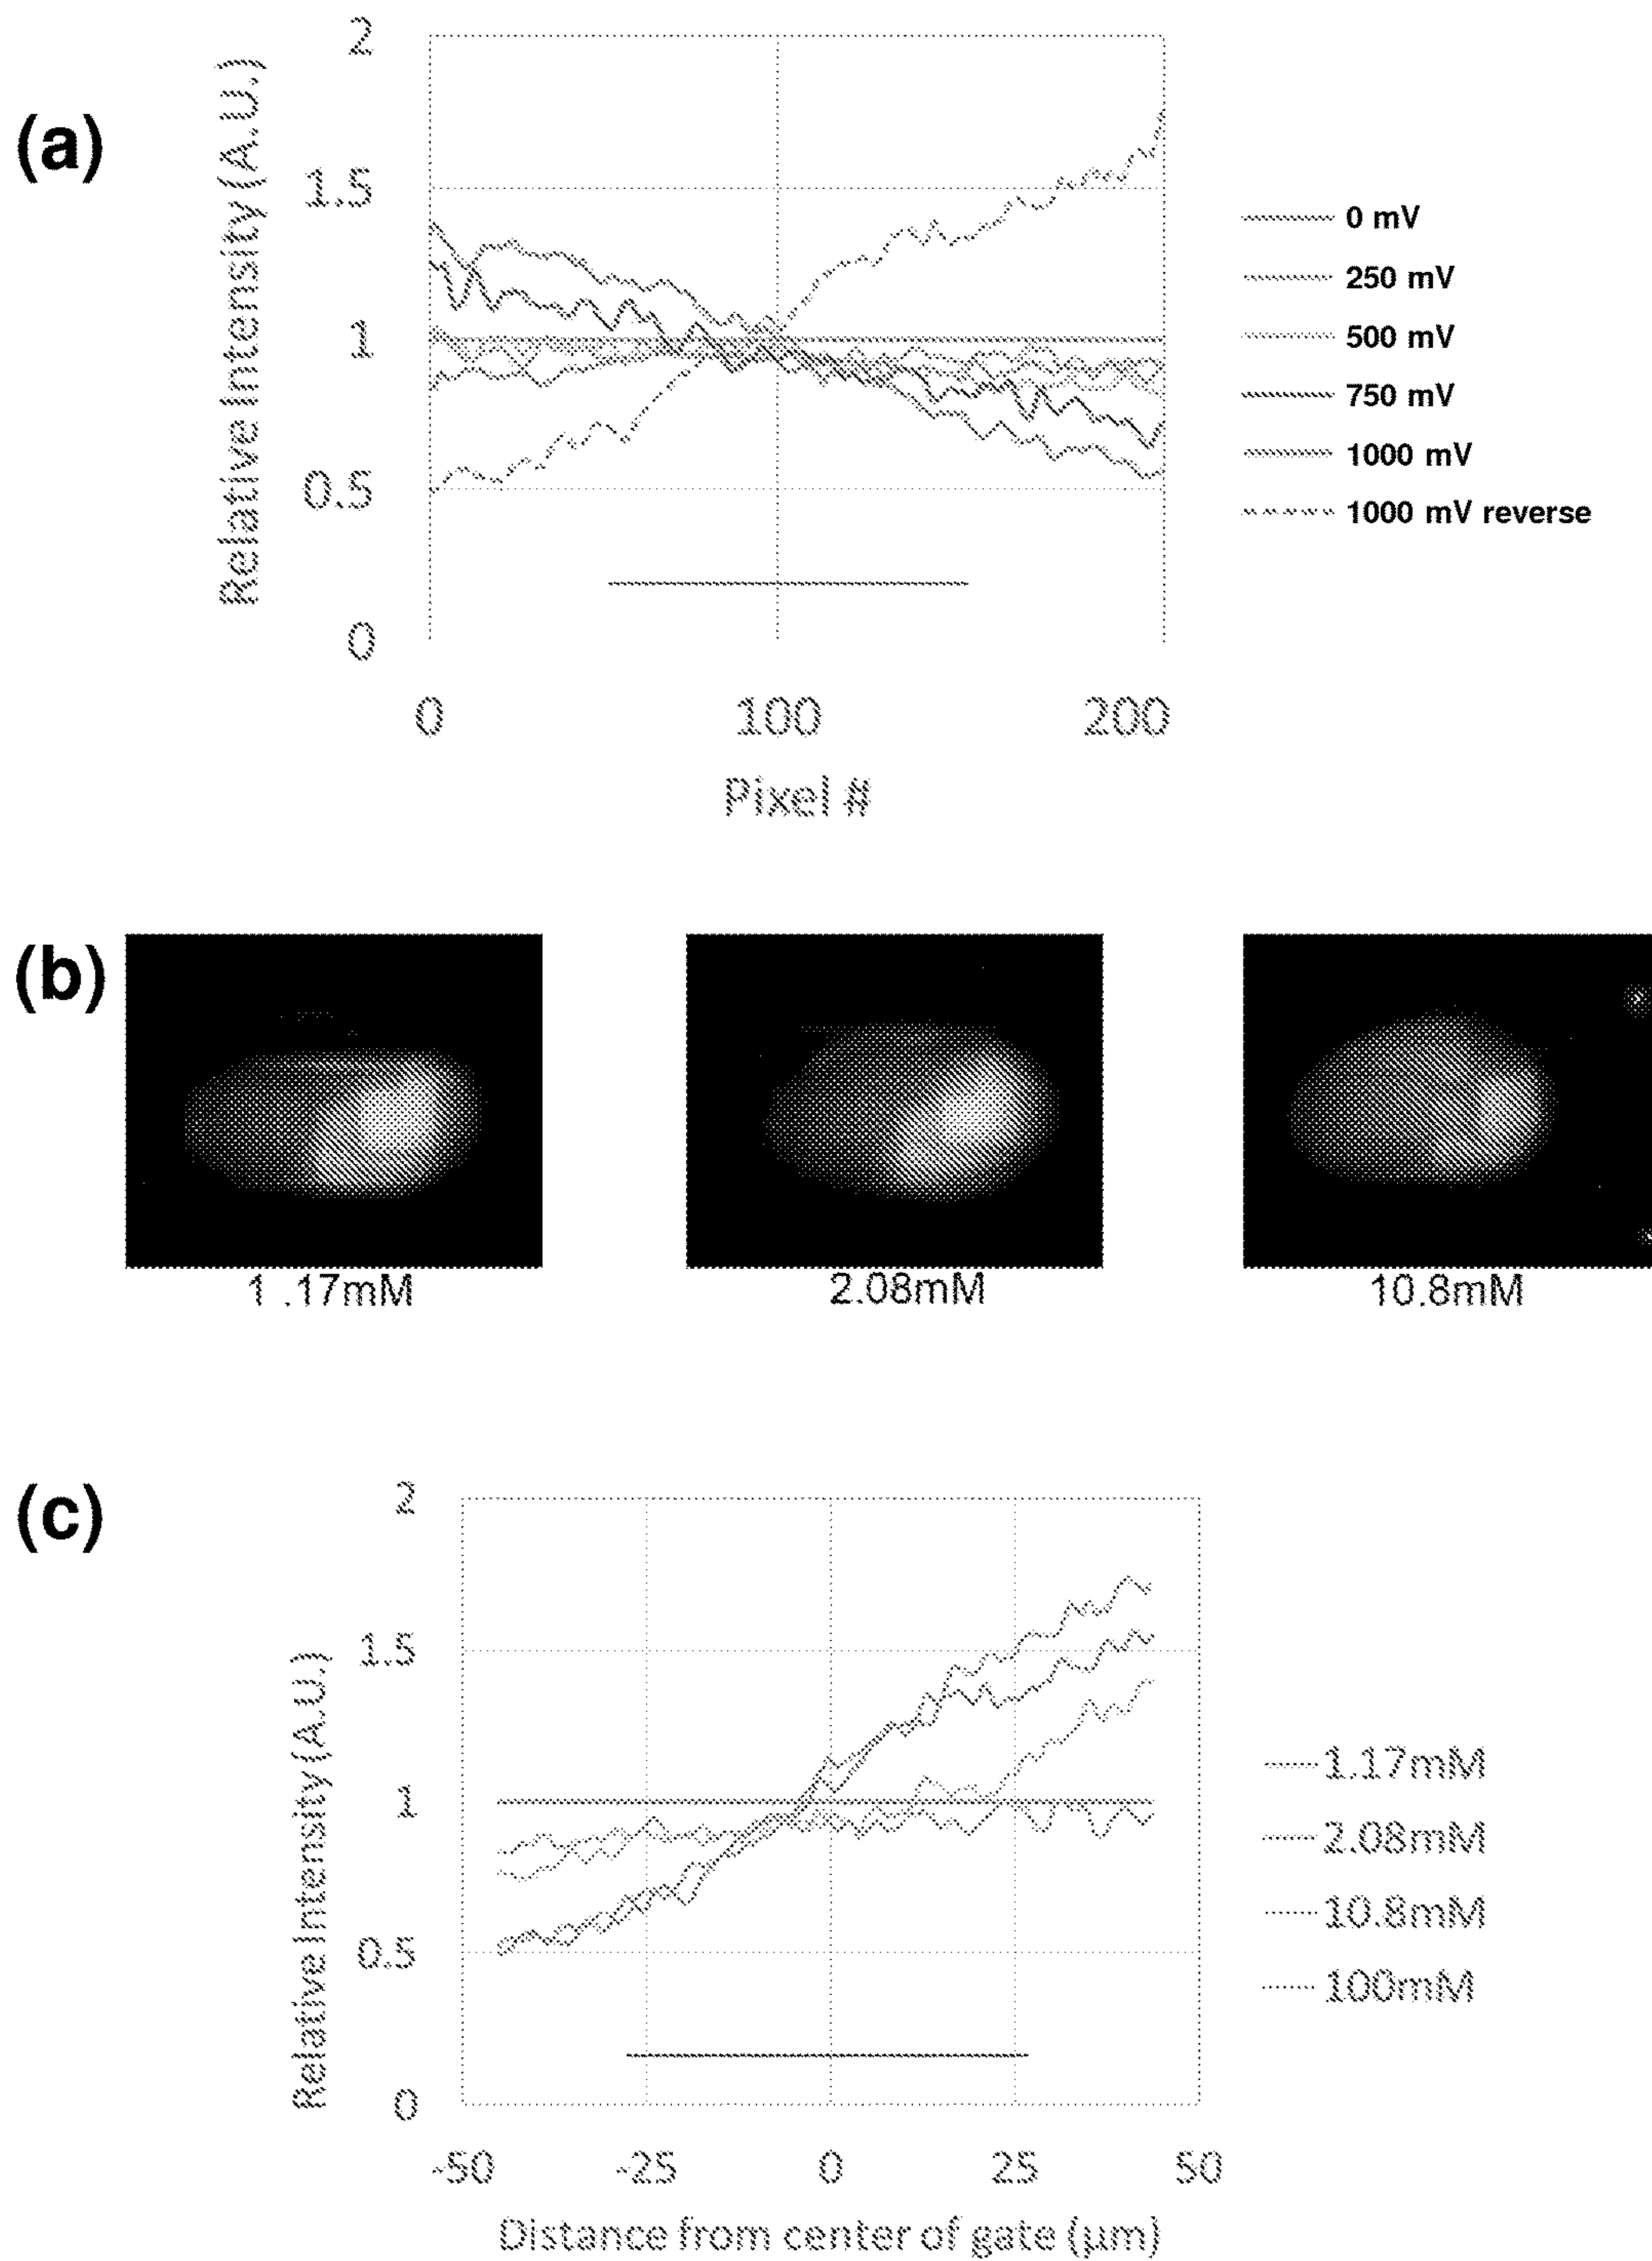 (a)
Relative Intensity (A.U.)
2
1.5
1
0.5
0
0 100 200
Pixel #
0 mV
250 mV
500 mV
750 mV
1000 mV
1000 mV reverse
(b)
1.17mM
2.08mM
10.8mM
(c)
Relative Intensity (A.U.)
2
1.5
1
0.5
0
-50 -25 0 25 50
Distance from center of gate (μm)
1.17mM
2.08mM
10.8mM
100mM